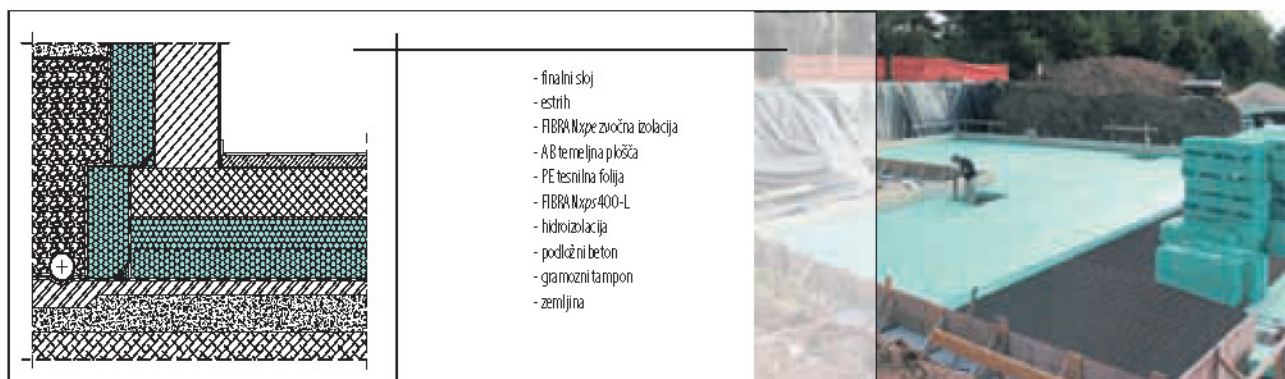 - finalni sloj
- estrih
- FIBRANxpe zvočna izolacija
- AB temeljna plošča
- PE tesnilna folija
- FIBRANxps 400-L
- hidroizolacija
- podložni beton
- gramozni tampon
- zemljina